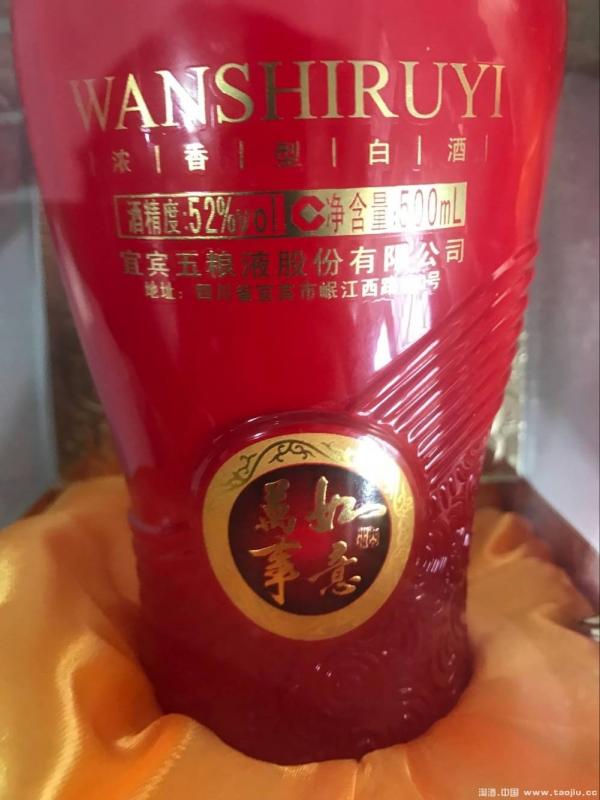 WANSHIRUYI
浓香型白酒
酒精度:52%vol C净含量:500mL
宜宾五粮液股份有限公司
地址：四川省宜宾市岷江西路
萬事
如意
淘酒.中国 www.taojiu.cc